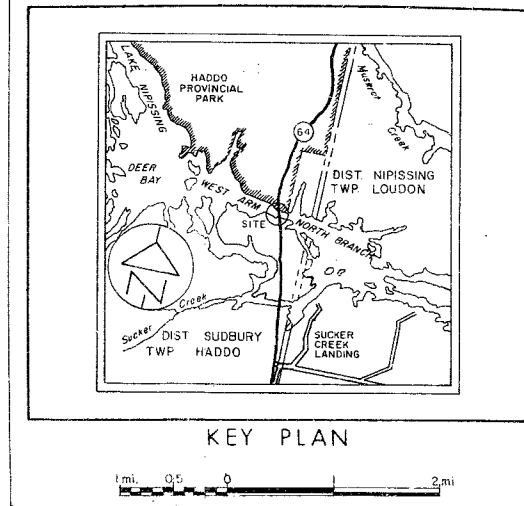 LAKE NIPISSING
HADDO
PROVINCIAL
PARK
Muskrat
Creek
64
DEER
BAY
DIST. NIPISSING
TWP. LOUDON
WEST ARM
NORTH BRANCH
SITE
N
Sucker Creek
DIST SUDBURY
TWP HADDO
SUCKER
CREEK
LANDING
KEY PLAN
1 mi. 0.5 0 1 2 mi